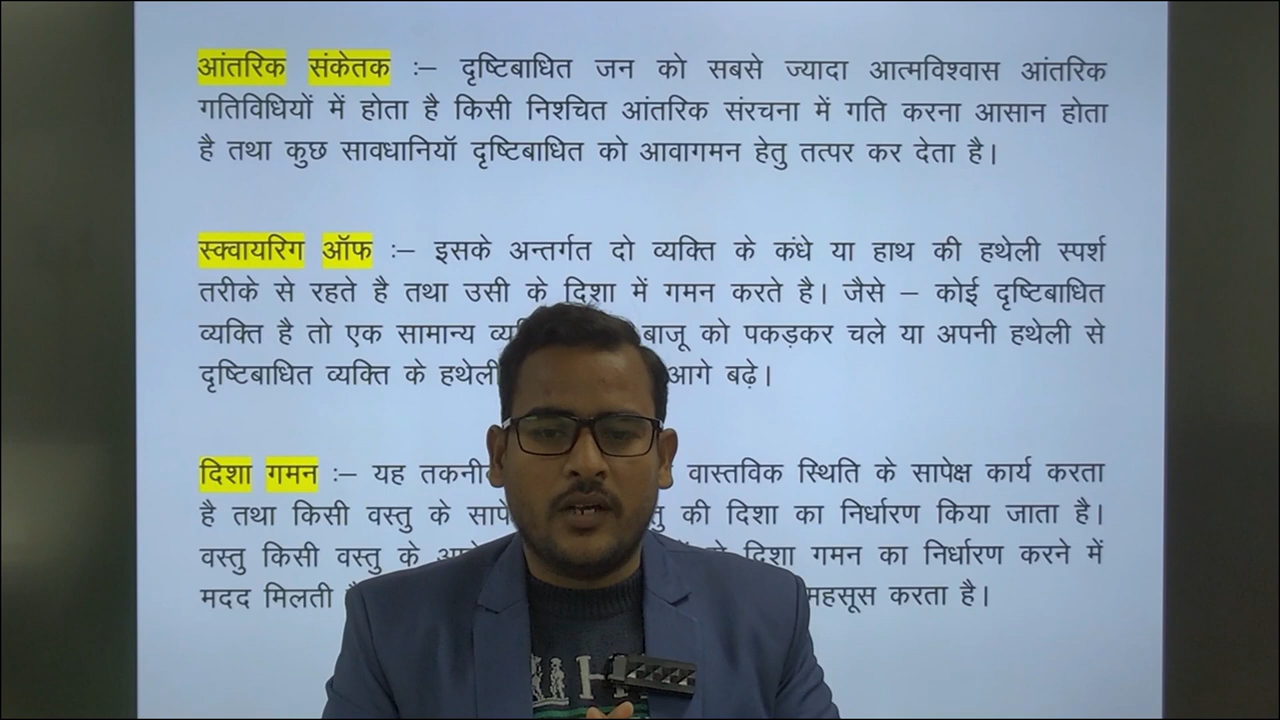 आंतरिक संकेतक :– दृष्टिबाधित जन को सबसे ज्यादा आत्मविश्वास आंतरिक
गतिविधियों में होता है किसी निश्चित आंतरिक संरचना में गति करना आसान होता
है तथा कुछ सावधानियॉ दृष्टिबाधित को आवागमन हेतु तत्पर कर देता है।
स्क्वायरिग ऑफ :– इसके अन्तर्गत दो व्यक्ति के कंधे या हाथ की हथेली स्पर्श
तरीके से रहते है तथा उसी के दिशा में गमन करते है। जैसे – कोई दृष्टिबाधित
व्यक्ति है तो एक सामान्य बाजू को पकड़कर चले या अपनी हथेली से
दृष्टिबाधित व्यक्ति के हथेली आगे बढ़े।
दिशा गमन :– यह वास्तविक स्थिति के सापेक्ष कार्य करता
है तथा किसी वस्तु के की दिशा का निर्धारण किया जाता है।
वस्तु किसी वस्तु के दिशा गमन का निर्धारण करने में
मदद मिलती महसूस करता है।